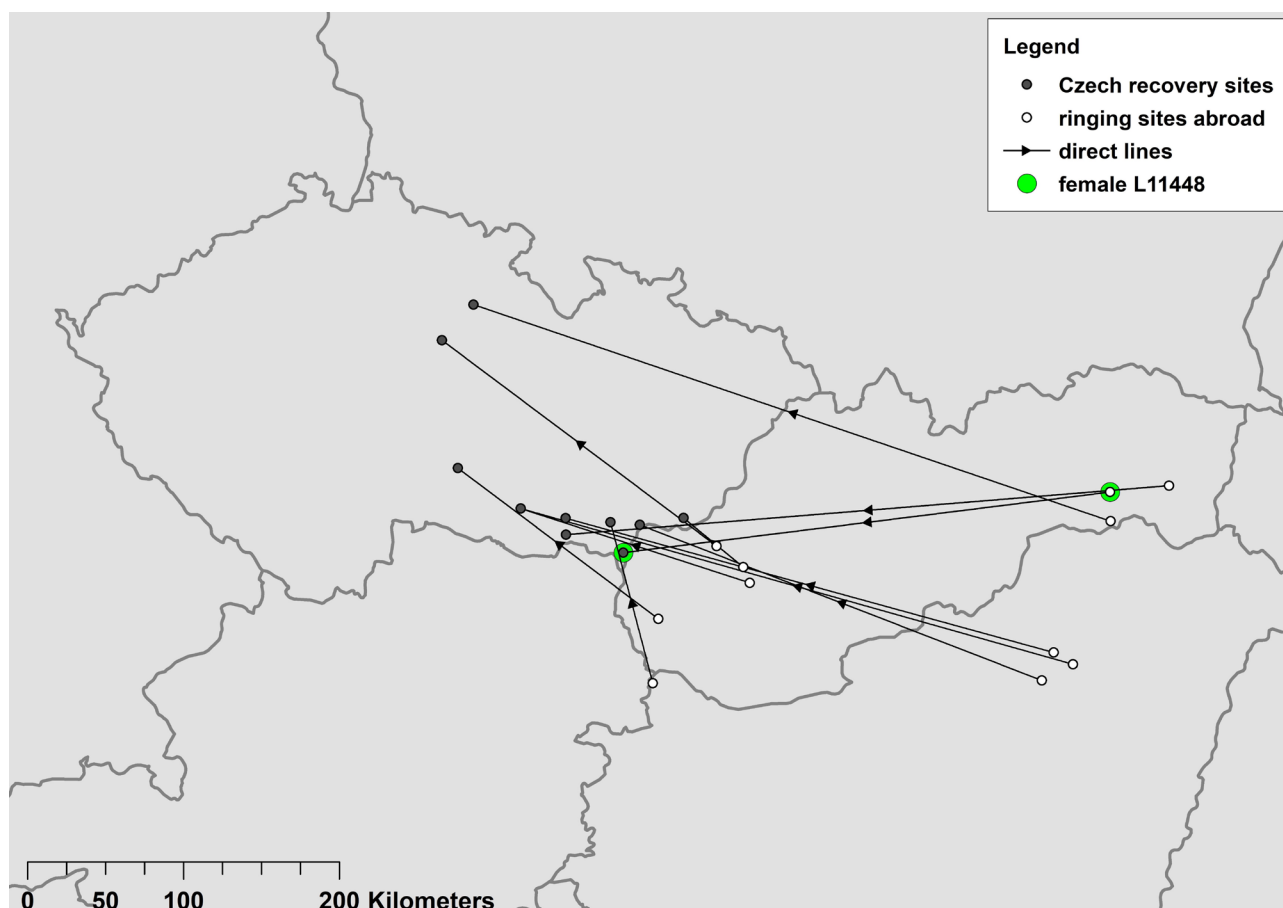 Legend
Czech recovery sites
ringing sites abroad
direct lines
female L11448
0 50 100 200 Kilometers